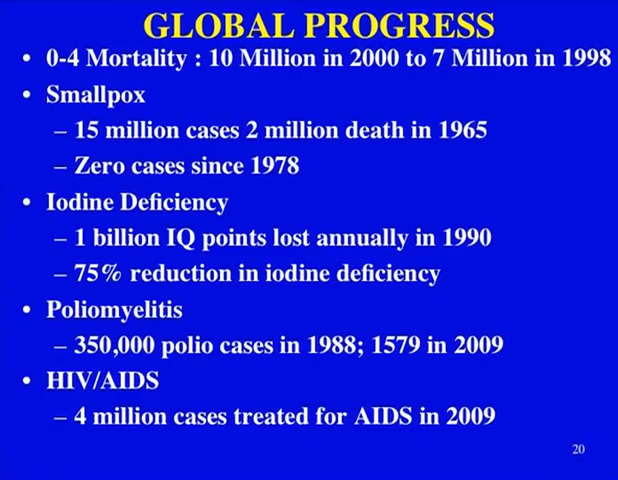 GLOBAL PROGRESS
• 0-4 Mortality : 10 Million in 2000 to 7 Million in 1998
• Smallpox
– 15 million cases 2 million death in 1965
– Zero cases since 1978
• Iodine Deficiency
– 1 billion IQ points lost annually in 1990
– 75% reduction in iodine deficiency
• Poliomyelitis
– 350,000 polio cases in 1988; 1579 in 2009
• HIV/AIDS
– 4 million cases treated for AIDS in 2009
20